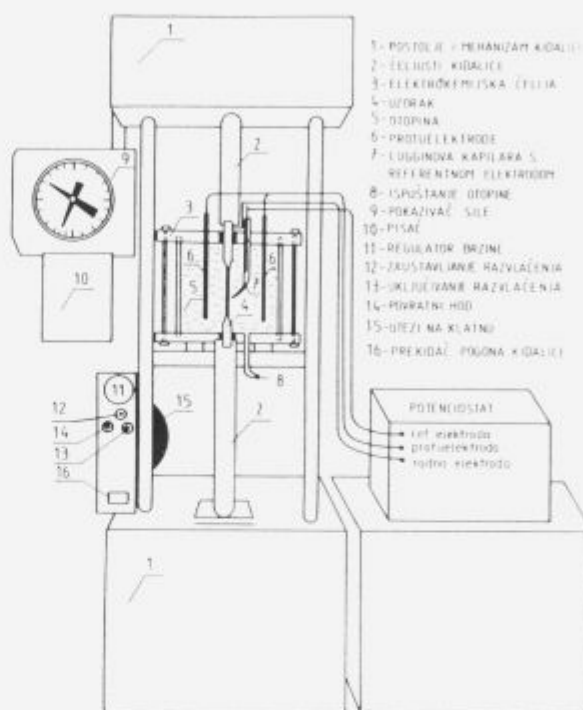 1 - POSTOLJE I MEHANIZAM KIDALICE
2 - ČELJUSTI KIDALICE
3 - ELEKTROKEMIJSKA ĆELIJA
4 - UZORAK
5 - OTOPINA
6 - PROTUELEKTRODE
7 - LUGGINOVA KAPILARA S
REFERENTNOM ELEKTRODOM
8 - ISPUŠTANJE OTOPINE
9 - POKAZIVAČ SILE
10 - PISAČ
11 - REGULATOR BRZINE
12 - ZAUSTAVLJANJE RAZVLAČENJA
13 - UKLJUČIVANJE RAZVLAČENJA
14 - POVRATNI HOD
15 - UTEZI NA KLATNU
16 - PREKIDAČ POGONA KIDALICE
1
2
9
3
6
6
5
7
4
10
8
11
15
12
14
13
16
2
POTENCIOSTAT
ref elektroda
protuelektroda
radna elektroda
1